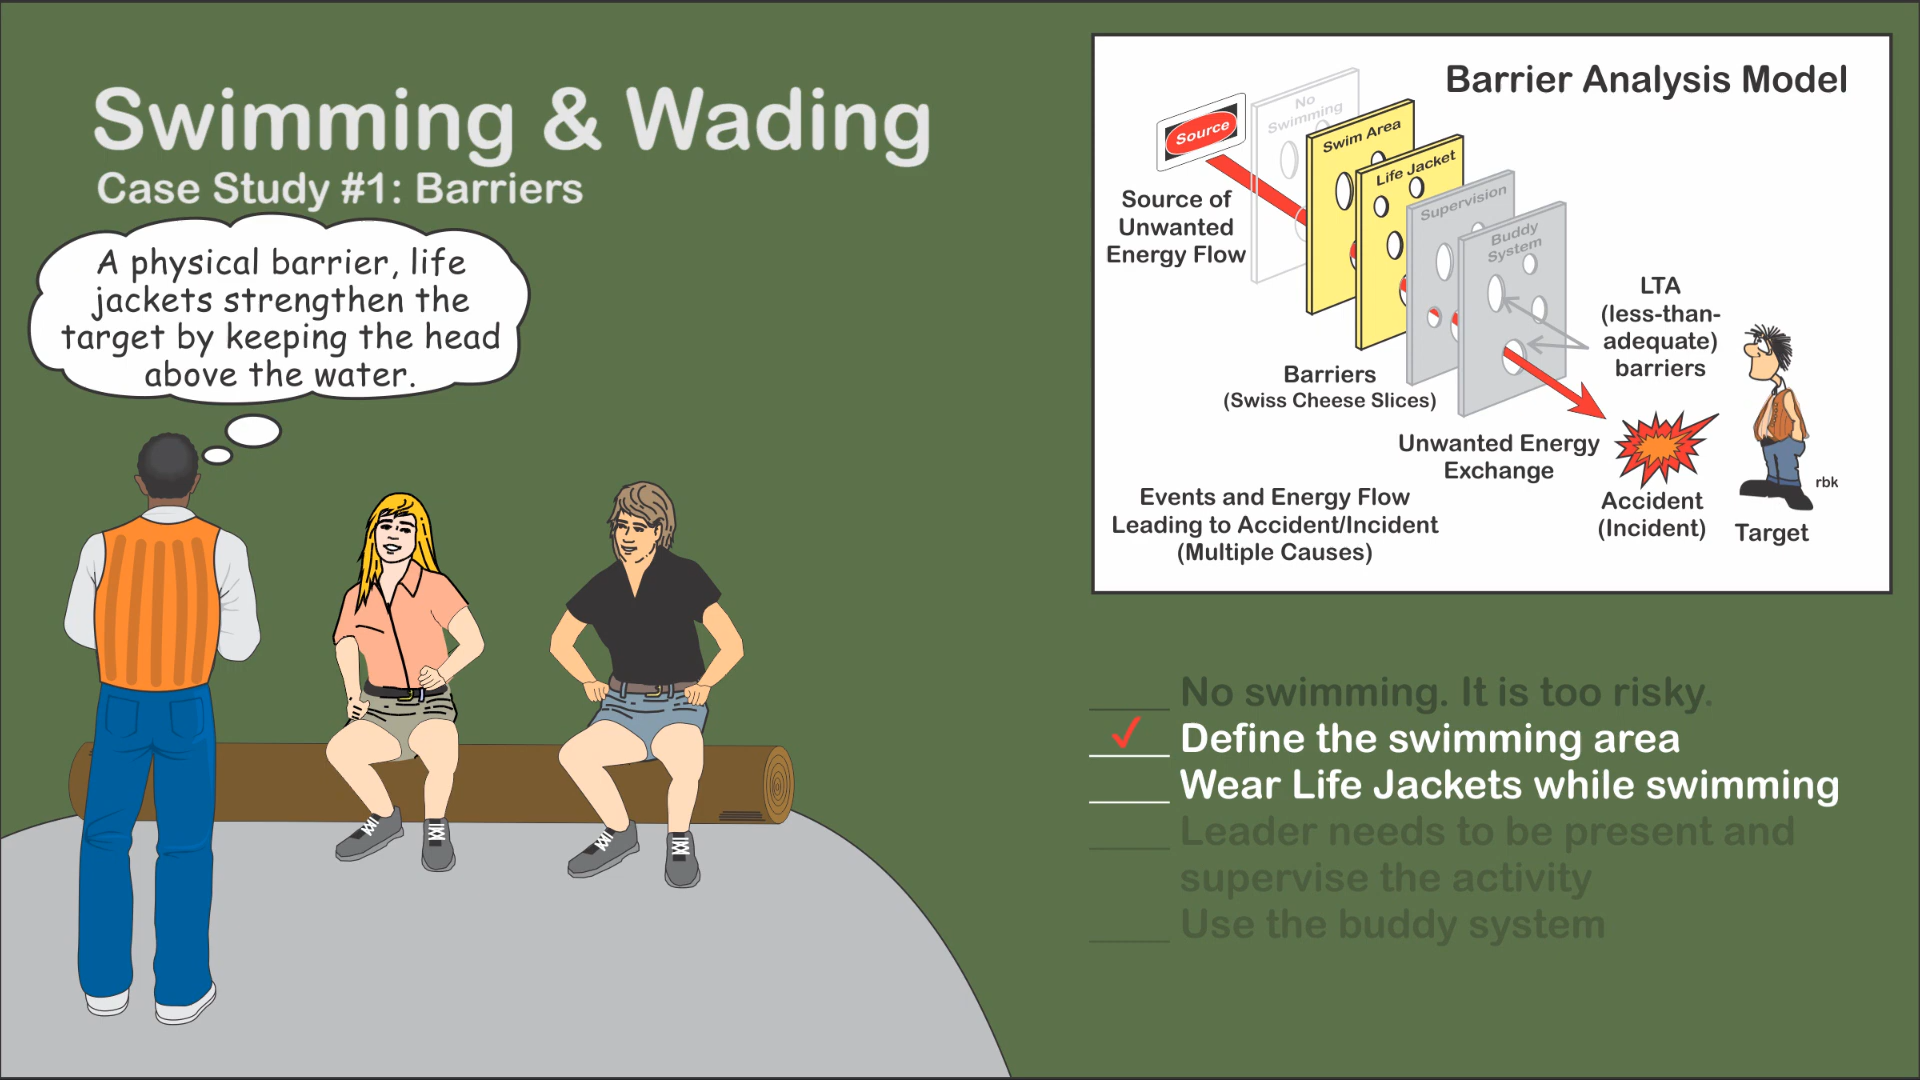 Swimming & Wading
Case Study #1: Barriers
A physical barrier, life
jackets strengthen the
target by keeping the head
above the water.
Barrier Analysis Model
Source
No
Swimming
Swim Area
Life Jacket
Supervision
Buddy
System
Source of
Unwanted
Energy Flow
LTA
(less-than-
adequate)
barriers
Barriers
(Swiss Cheese Slices)
Unwanted Energy
Exchange
Events and Energy Flow
Leading to Accident/Incident
(Multiple Causes)
Accident
(Incident)
Target
rbk
No swimming. It is too risky.
✓ Define the swimming area
Wear Life Jackets while swimming
Leader needs to be present and
supervise the activity
Use the buddy system